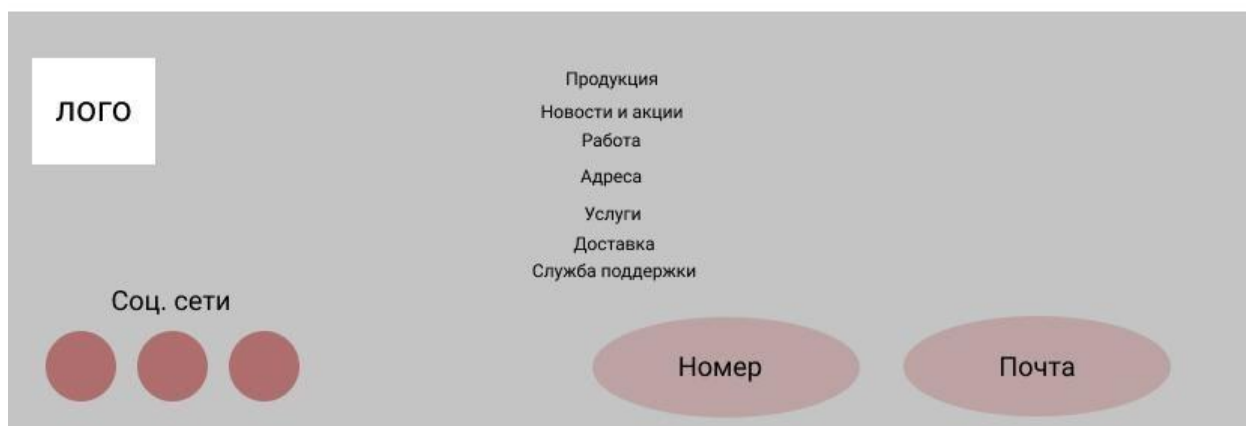 лого
Продукция
Новости и акции
Работа
Адреса
Услуги
Доставка
Служба поддержки
Соц. сети
Номер
Почта